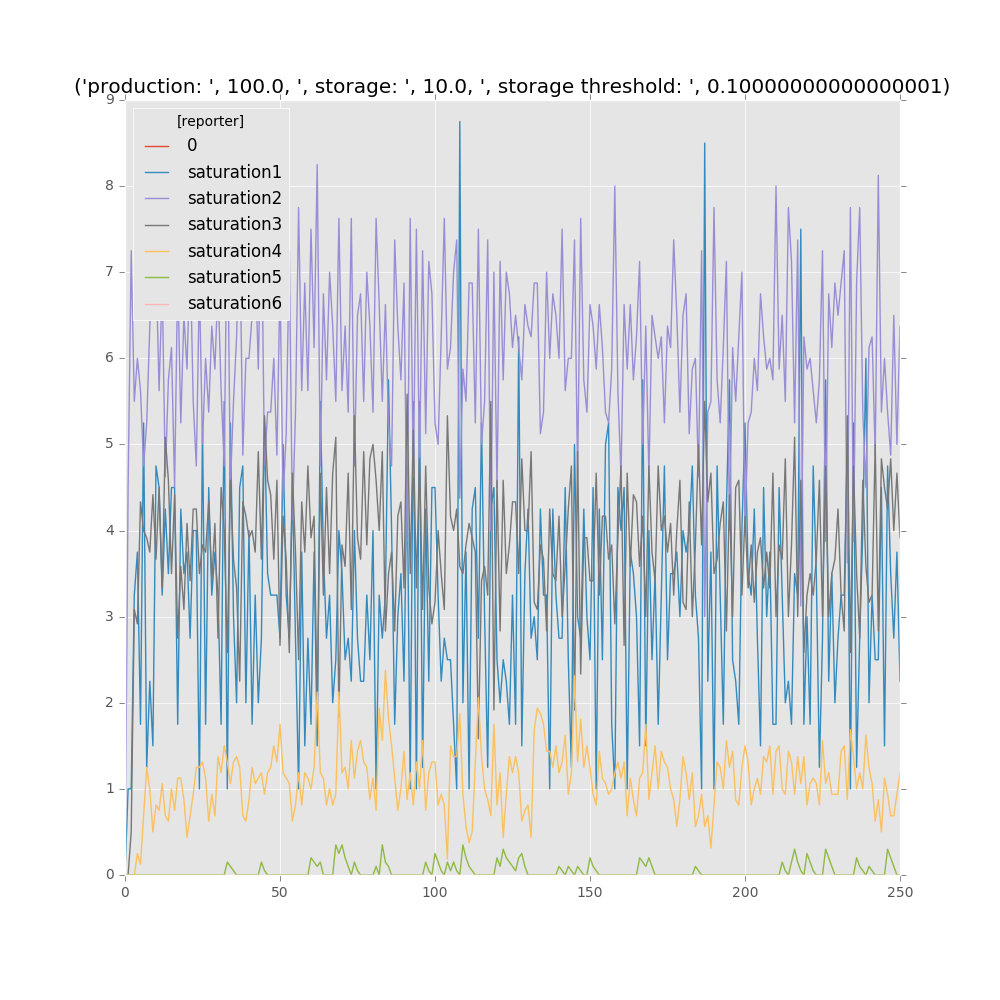 ('production: ', 100.0, ', storage: ', 10.0, ', storage threshold: ', 0.10000000000000001)
[reporter]
0
saturation1
saturation2
saturation3
saturation4
saturation5
saturation6
9
8
7
6
5
4
3
2
1
0
0 50 100 150 200 250